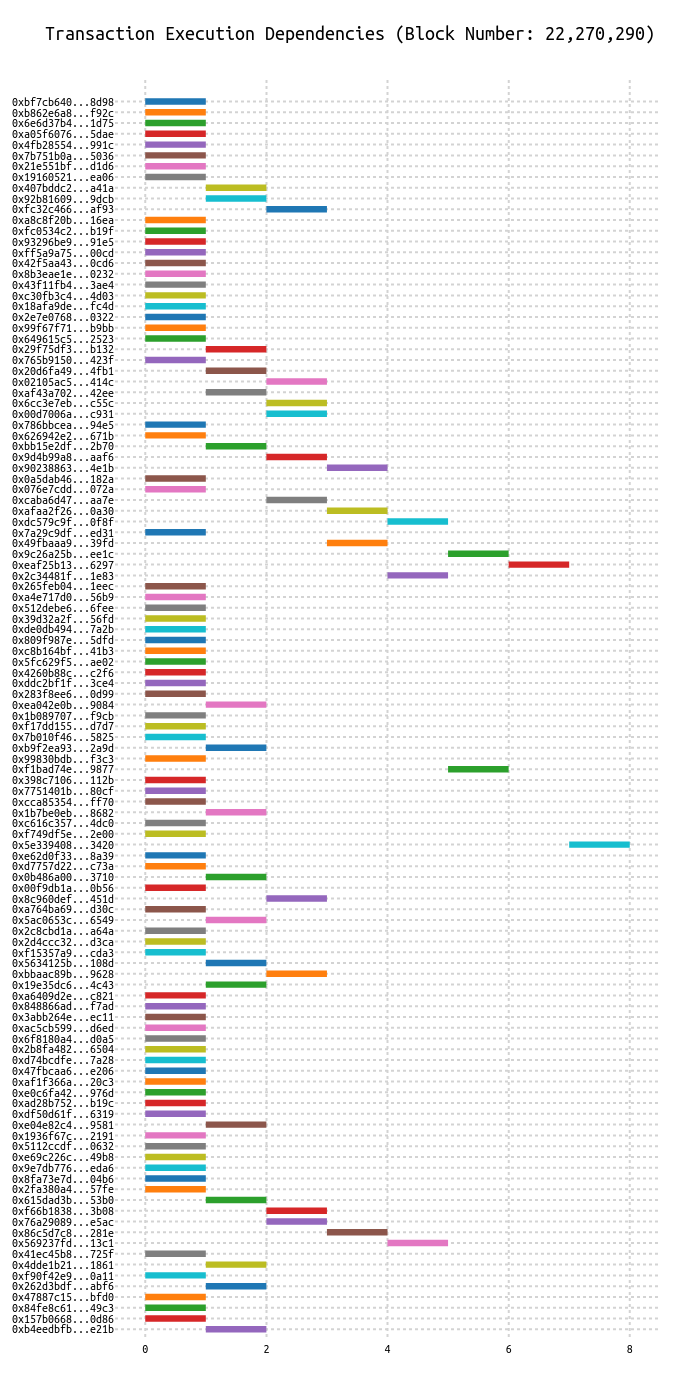 Transaction Execution Dependencies (Block Number: 22,270,290)
0xbf7cb640...8d98
0xb862e6a8...f92c
0x6e6d37b4...1d75
0xa05f6076...5dae
0x4fb28554...991c
0x7b751b0a...5036
0x21e551bf...d1d6
0x19160521...ea06
0x407bddc2...a41a
0x92b81609...9dcb
0xfc32c466...af93
0xa8c8f20b...16ea
0xfc0534c2...b19f
0x93296be9...91e5
0xff5a9a75...00cd
0x42f5aa43...0cd6
0x8b3eae1e...0232
0x43f11fb4...3ae4
0xc30fb3c4...4d03
0x18afa9de...fc4d
0x2e7e0768...0322
0x99f67f71...b9bb
0x649615c5...2523
0x29f75df3...b132
0x765b9150...423f
0x20d6fa49...4fb1
0x02105ac5...414c
0xaf43a702...42ee
0x6cc3e7eb...c55c
0x00d7006a...c931
0x786bbcea...94e5
0x626942e2...671b
0xbb15e2df...2b70
0x9d4b99a8...aaf6
0x90238863...4e1b
0x0a5dab46...182a
0x076e7cdd...072a
0xcaba6d47...aa7e
0xafaa2f26...0a30
0xdc579c9f...0f8f
0x7a29c9df...ed31
0x49fbaaa9...39fd
0x9c26a25b...ee1c
0xeaf25b13...6297
0x2c34481f...1e83
0x265feb04...1eec
0xa4e717d0...56b9
0x512debe6...6fee
0x39d32a2f...56fd
0xde0db494...7a2b
0x809f987e...5dfd
0xc8b164bf...41b3
0x5fc629f5...ae02
0x4260b88c...c2f6
0xddc2bf1f...3ce4
0x283f8ee6...0d99
0xea042e0b...9084
0x1b089707...f9cb
0xf17dd155...d7d7
0x7b010f46...5825
0xb9f2ea93...2a9d
0x99830bdb...f3c3
0xf1bad74e...9877
0x398c7106...112b
0x7751401b...80cf
0xcca85354...ff70
0x1b7be0eb...8682
0xc616c357...4dc0
0xf749df5e...2e00
0x5e339408...3420
0xe62d0f33...8a39
0xd7757d22...c73a
0x0b486a00...3710
0x00f9db1a...0b56
0x8c960def...451d
0xa764ba69...d30c
0x5ac0653c...6549
0x2c8cbd1a...a64a
0x2d4ccc32...d3ca
0xf15357a9...cda3
0x5634125b...108d
0xbbaac89b...9628
0x19e35dc6...4c43
0xa6409d2e...c821
0x848866ad...f7ad
0x3abb264e...ec11
0xac5cb599...d6ed
0x6f8180a4...d0a5
0x2b8fa482...6504
0xd74bcdfe...7a28
0x47fbcaa6...e206
0xaf1f366a...20c3
0xe0c6fa42...976d
0xad28b752...b19c
0xdf50d61f...6319
0xe04e82c4...9581
0x1936f67c...2191
0x5112ccdf...0632
0xe69c226c...49b8
0x9e7db776...eda6
0x8fa73e7d...04b6
0x2fa380a4...57fe
0x615dad3b...53b0
0xf66b1838...3b08
0x76a29089...e5ac
0x86c5d7c8...281e
0x569237fd...13c1
0x41ec45b8...725f
0x4dde1b21...1861
0xf90f42e9...0a11
0x262d3bdf...abf6
0x47887c15...bfd0
0x84fe8c61...49c3
0x157b0668...0d86
0xb4eedbfb...e21b
0 2 4 6 8